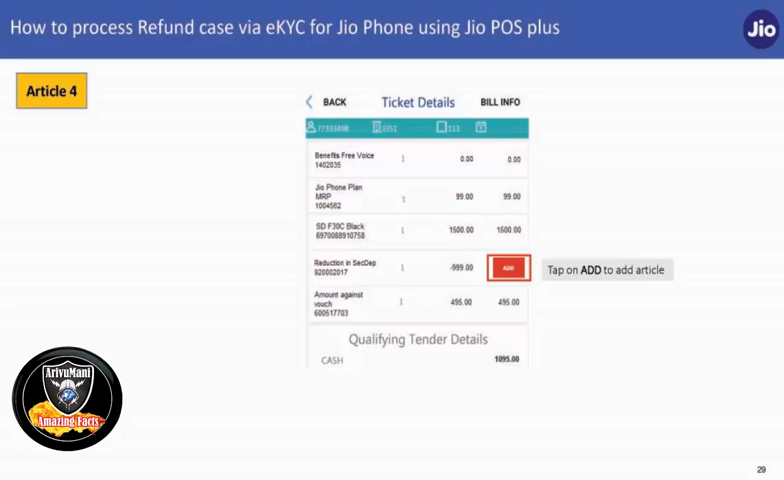 How to process Refund case via eKYC for Jio Phone using Jio POS plus
Jio
Article 4
BACK Ticket Details BILL INFO
77333498 3351 113
Benefits Free Voice 1 0.00 0.00
1402035
Jio Phone Plan
MRP 1 99.00 99.00
1004562
SD F30C Black 1 1500.00 1500.00
6970088910758
Reduction in SecDep 1 -999.00 ADD
920002017
Tap on ADD to add article
Amount against
vouch 1 495.00 495.00
600517703
Qualifying Tender Details
CASH 1095.00
ArivuMani
Amazing Facts
29